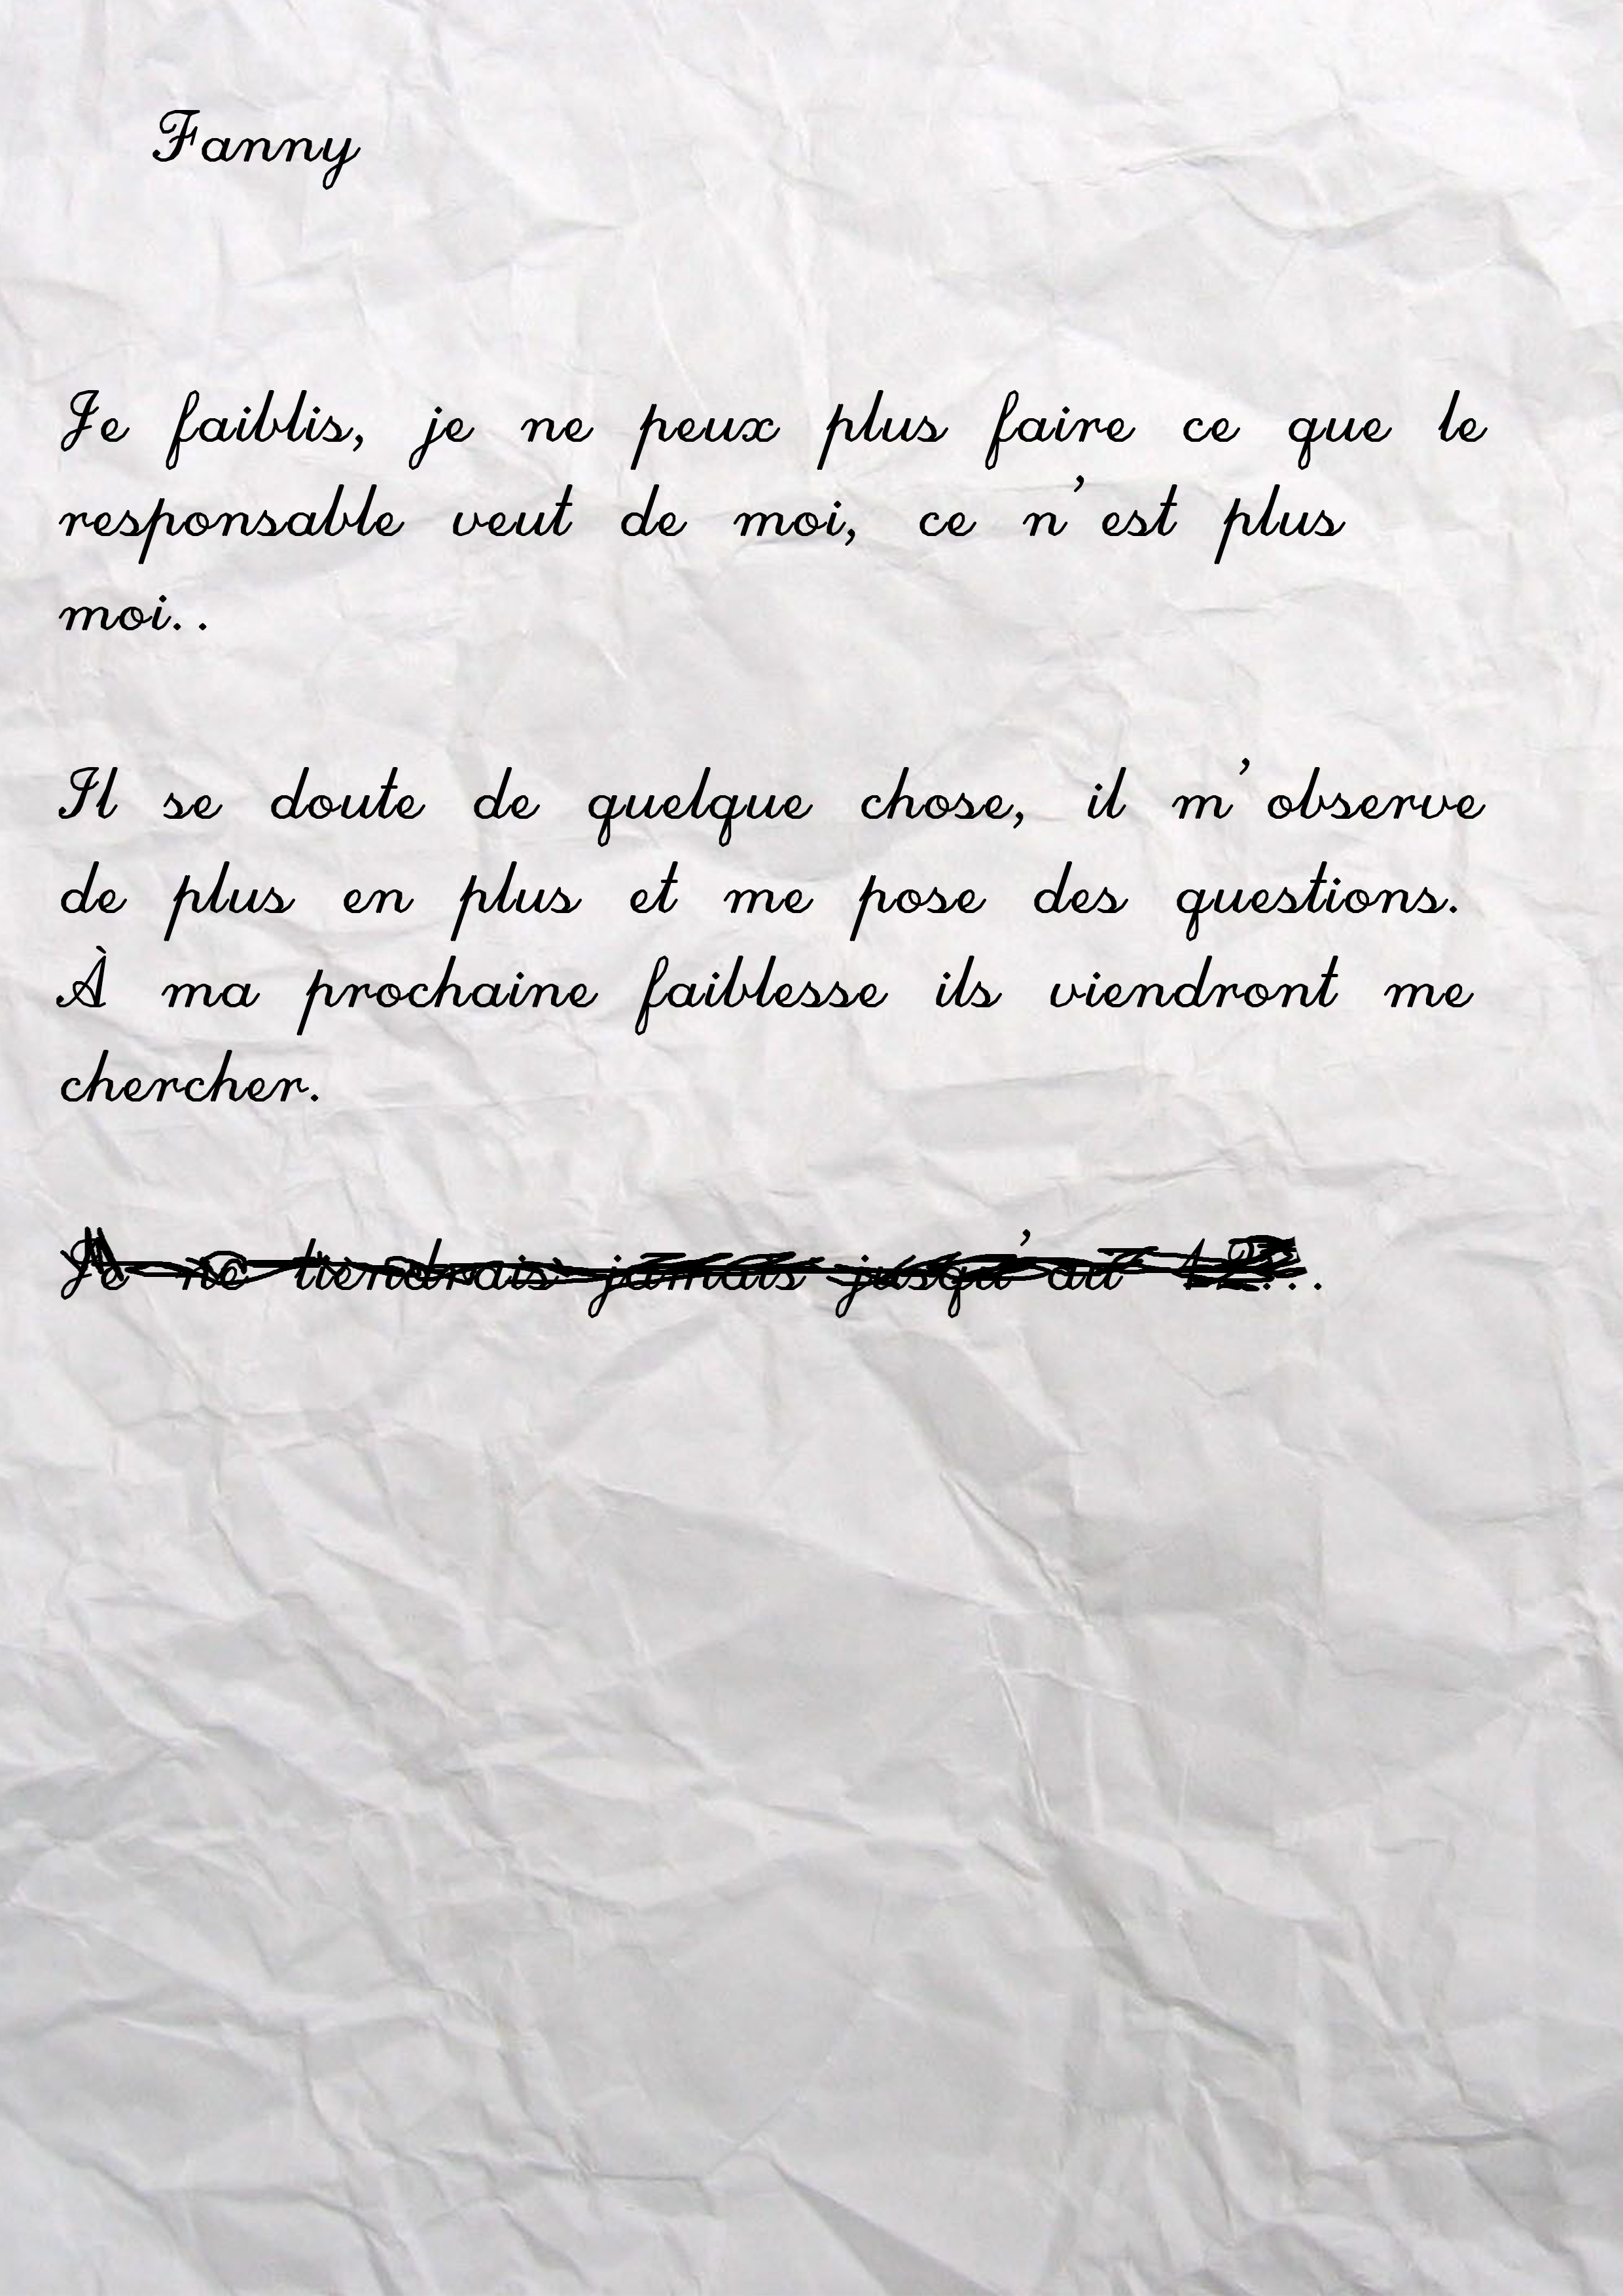 Fanny
Je faiblis, je ne peux plus faire ce que le
responsable veut de moi, ce n'est plus
moi..
Il se doute de quelque chose, il m'observe
de plus en plus et me pose des questions.
À ma prochaine faiblesse ils viendront me
chercher.
Je ne tiendrais jamais jusqu'au